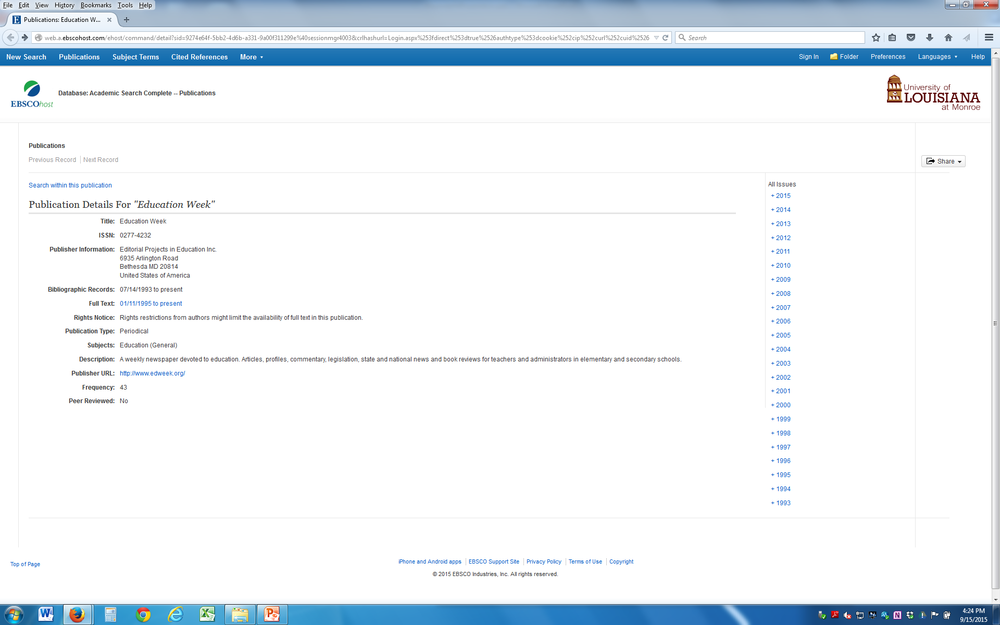 File Edit View History Bookmarks Tools Help
Publications: Education W...
web.a.ebscohost.com/ehost/command/detail?sid=9274e64f-5bb2-4d6b-a331-9a00f311299e%40sessionmgr4003&crlhashurl=Login.aspx%253fdirect%253dtrue%2526authtype%253dcookie%252cip%252curl%252cuid%2526
Search
New Search Publications Subject Terms Cited References More
Sign In Folder Preferences Languages Help
EBSCOhost
Database: Academic Search Complete -- Publications
University of
LOUISIANA
at Monroe
Publications
Previous Record Next Record
Share
Search within this publication
Publication Details For "Education Week"
Title: Education Week
ISSN: 0277-4232
Publisher Information: Editorial Projects in Education Inc.
6935 Arlington Road
Bethesda MD 20814
United States of America
Bibliographic Records: 07/14/1993 to present
Full Text: 01/11/1995 to present
Rights Notice: Rights restrictions from authors might limit the availability of full text in this publication.
Publication Type: Periodical
Subjects: Education (General)
Description: A weekly newspaper devoted to education. Articles, profiles, commentary, legislation, state and national news and book reviews for teachers and administrators in elementary and secondary schools.
Publisher URL: http://www.edweek.org/
Frequency: 43
Peer Reviewed: No
All Issues
+ 2015
+ 2014
+ 2013
+ 2012
+ 2011
+ 2010
+ 2009
+ 2008
+ 2007
+ 2006
+ 2005
+ 2004
+ 2003
+ 2002
+ 2001
+ 2000
+ 1999
+ 1998
+ 1997
+ 1996
+ 1995
+ 1994
+ 1993
Top of Page
iPhone and Android apps EBSCO Support Site Privacy Policy Terms of Use Copyright
© 2015 EBSCO Industries, Inc. All rights reserved.
4:24 PM
9/15/2015